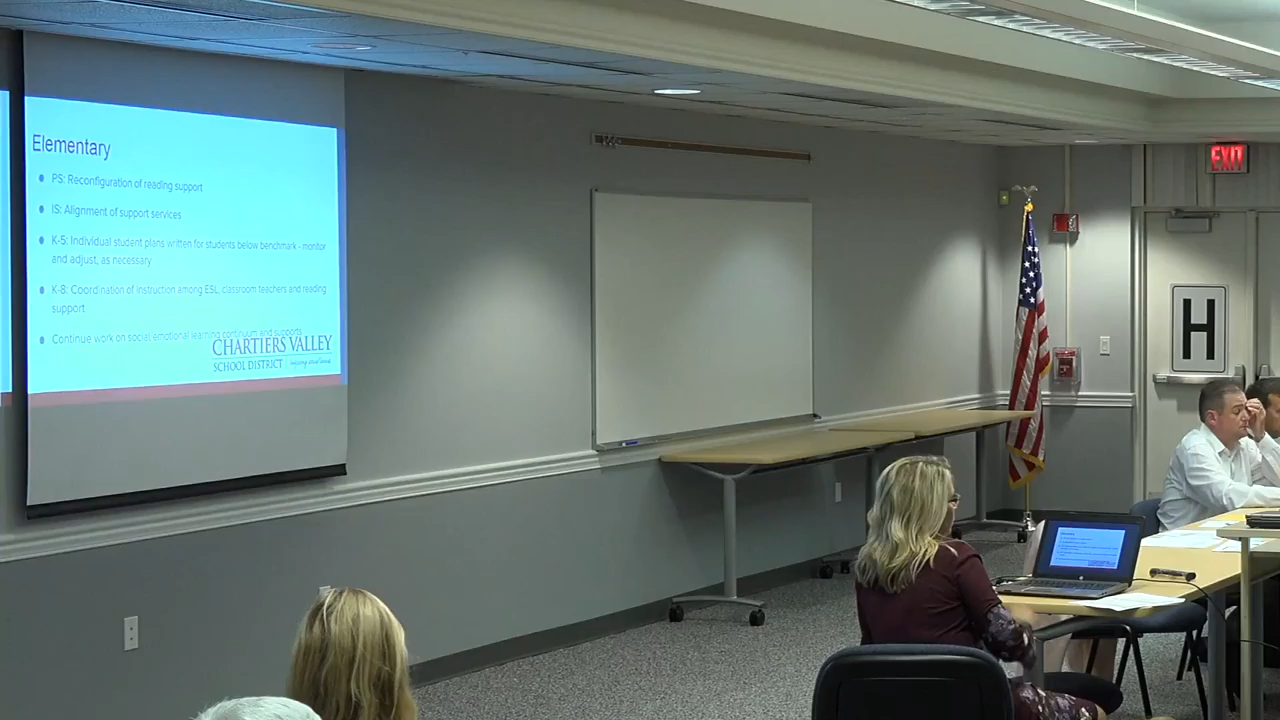 Elementary
PS: Reconfiguration of reading support
IS: Alignment of support services
K-5: Individual student plans written for students below benchmark - monitor
and adjust, as necessary
K-8: Coordination of instruction among ESL, classroom teachers and reading
support
Continue work on social emotional learning continuum and supports
CHARTIERS VALLEY
SCHOOL DISTRICT
EXIT
H